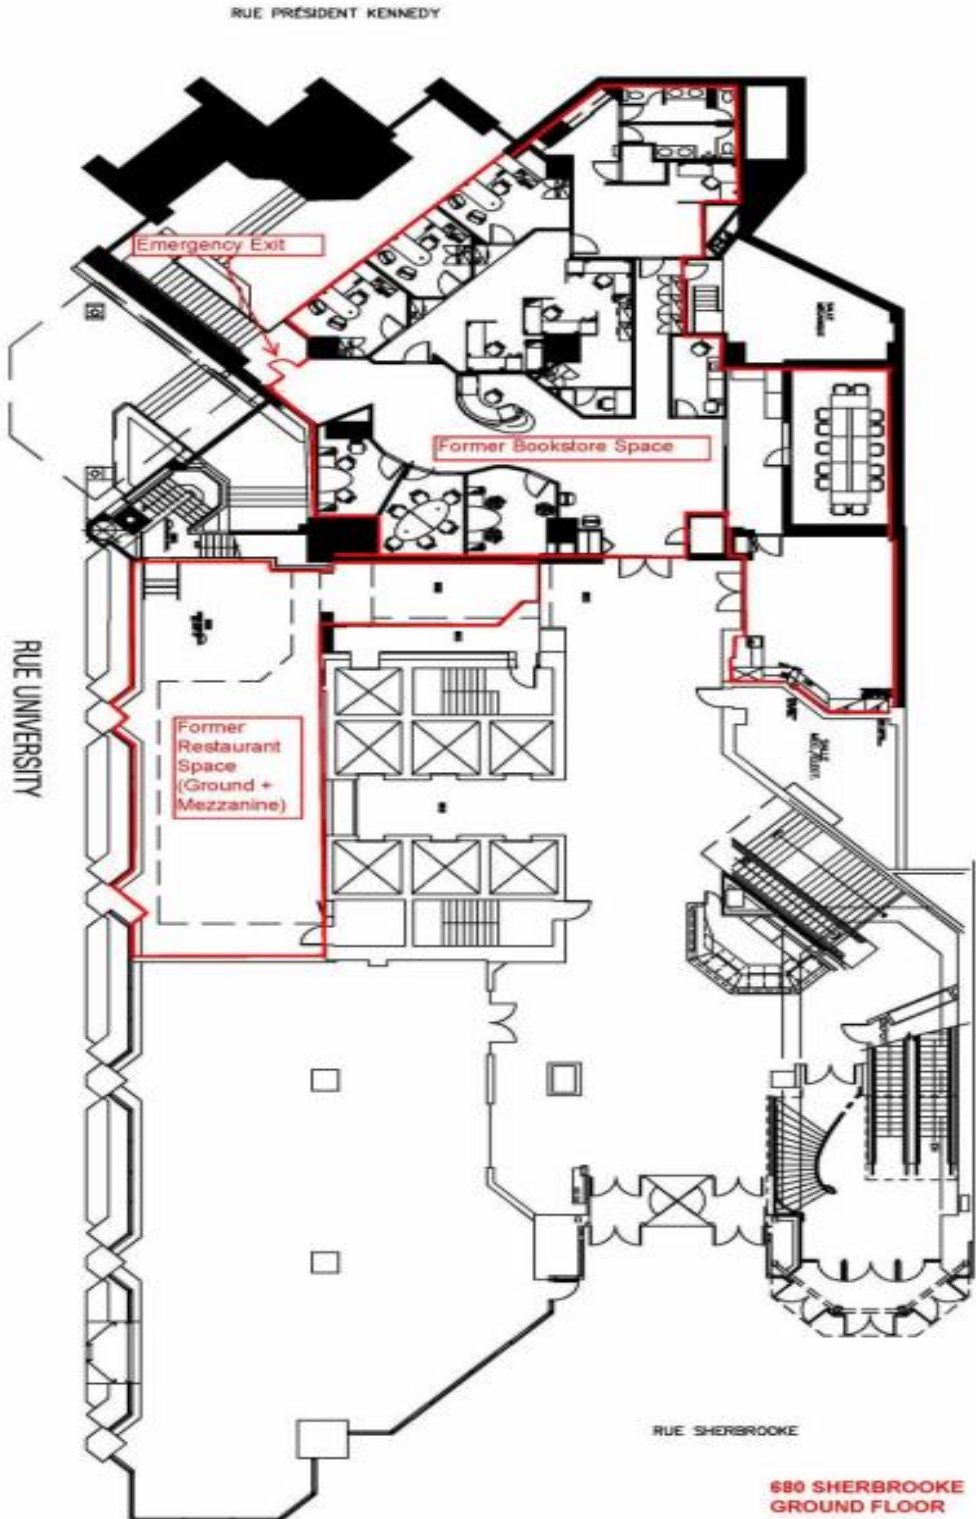 RUE PRÉSIDENT KENNEDY
Emergency Exit
Former Bookstore Space
RUE UNIVERSITY
Former
Restaurant
Space
(Ground +
Mezzanine)
RUE SHERBROOKE
680 SHERBROOKE
GROUND FLOOR